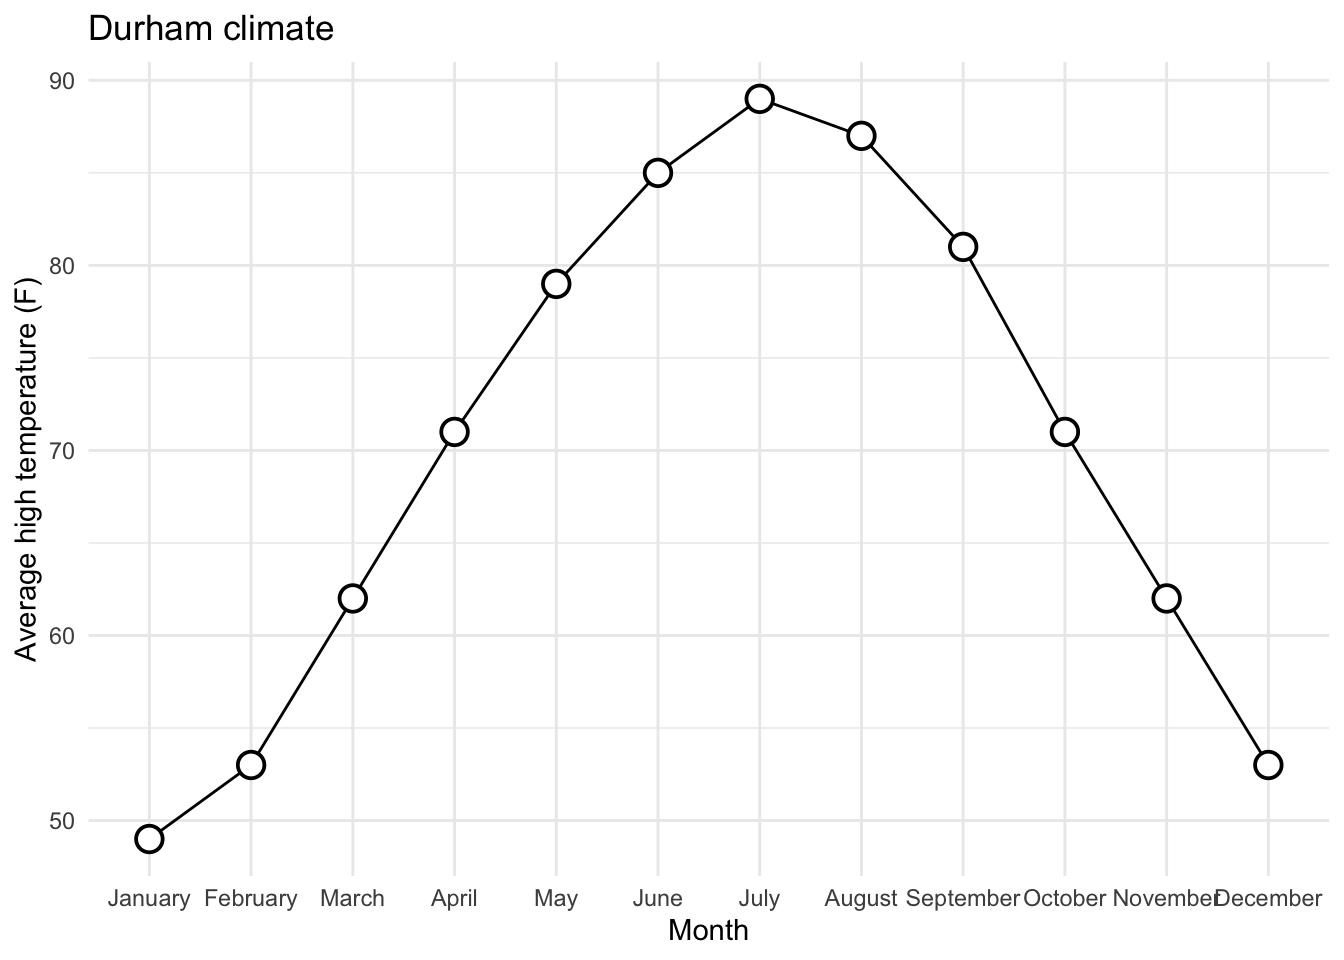 Durham climate
Average high temperature (F)
90
80
70
60
50
January February March April May June July August September October November December
Month